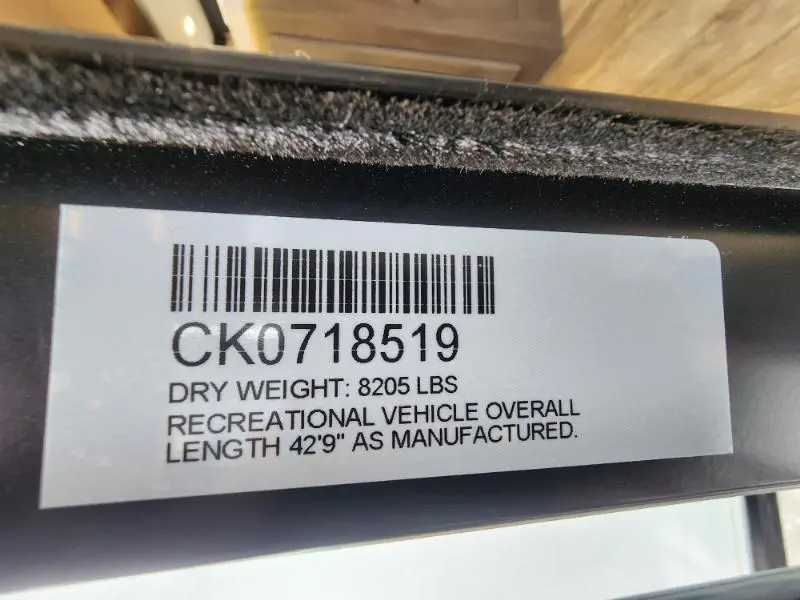 CK0718519
DRY WEIGHT: 8205 LBS
RECREATIONAL VEHICLE OVERALL
LENGTH 42'9" AS MANUFACTURED.